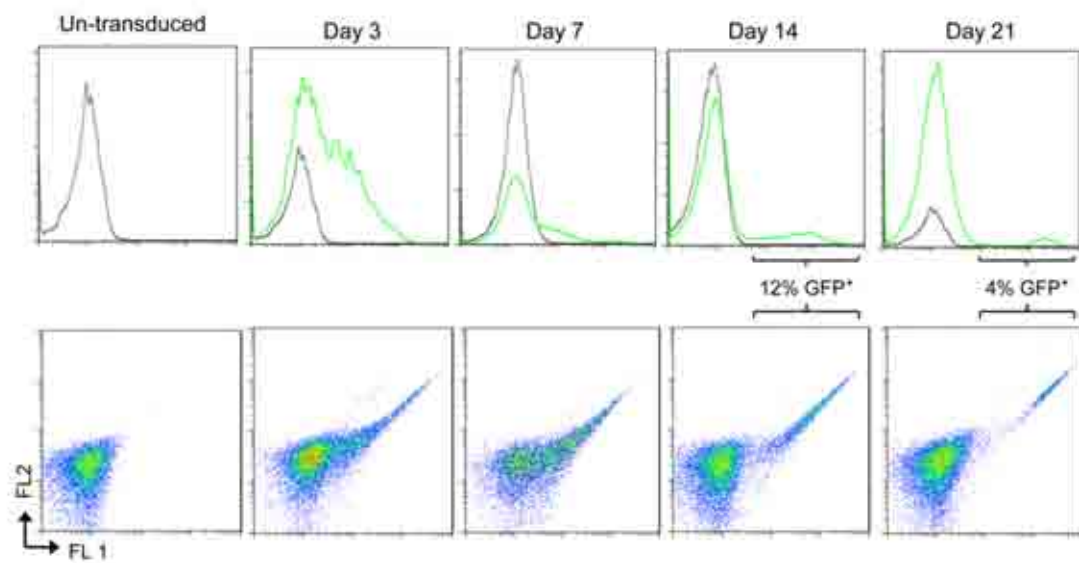 Un-transduced
Day 3
Day 7
Day 14
Day 21
12% GFP⁺
4% GFP⁺
FL2
FL 1